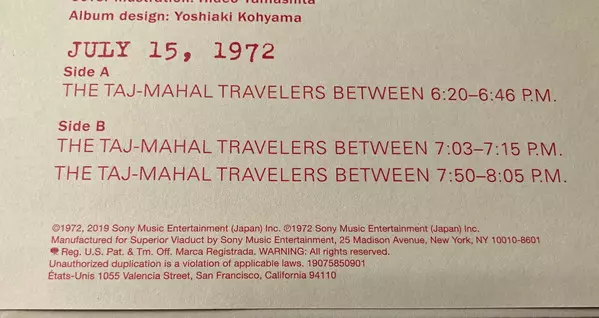 Cover illustration: Hideo Yamashita
Album design: Yoshiaki Kohyama
JULY 15, 1972
Side A
THE TAJ-MAHAL TRAVELERS BETWEEN 6:20–6:46 P.M.
Side B
THE TAJ-MAHAL TRAVELERS BETWEEN 7:03–7:15 P.M.
THE TAJ-MAHAL TRAVELERS BETWEEN 7:50–8:05 P.M.
©1972, 2019 Sony Music Entertainment (Japan) Inc. ℗1972 Sony Music Entertainment (Japan) Inc.
Manufactured for Superior Viaduct by Sony Music Entertainment, 25 Madison Avenue, New York, NY 10010-8601
Reg. U.S. Pat. & Tm. Off. Marca Registrada. WARNING: All rights reserved.
Unauthorized duplication is a violation of applicable laws. 19075850901
États-Unis 1055 Valencia Street, San Francisco, California 94110